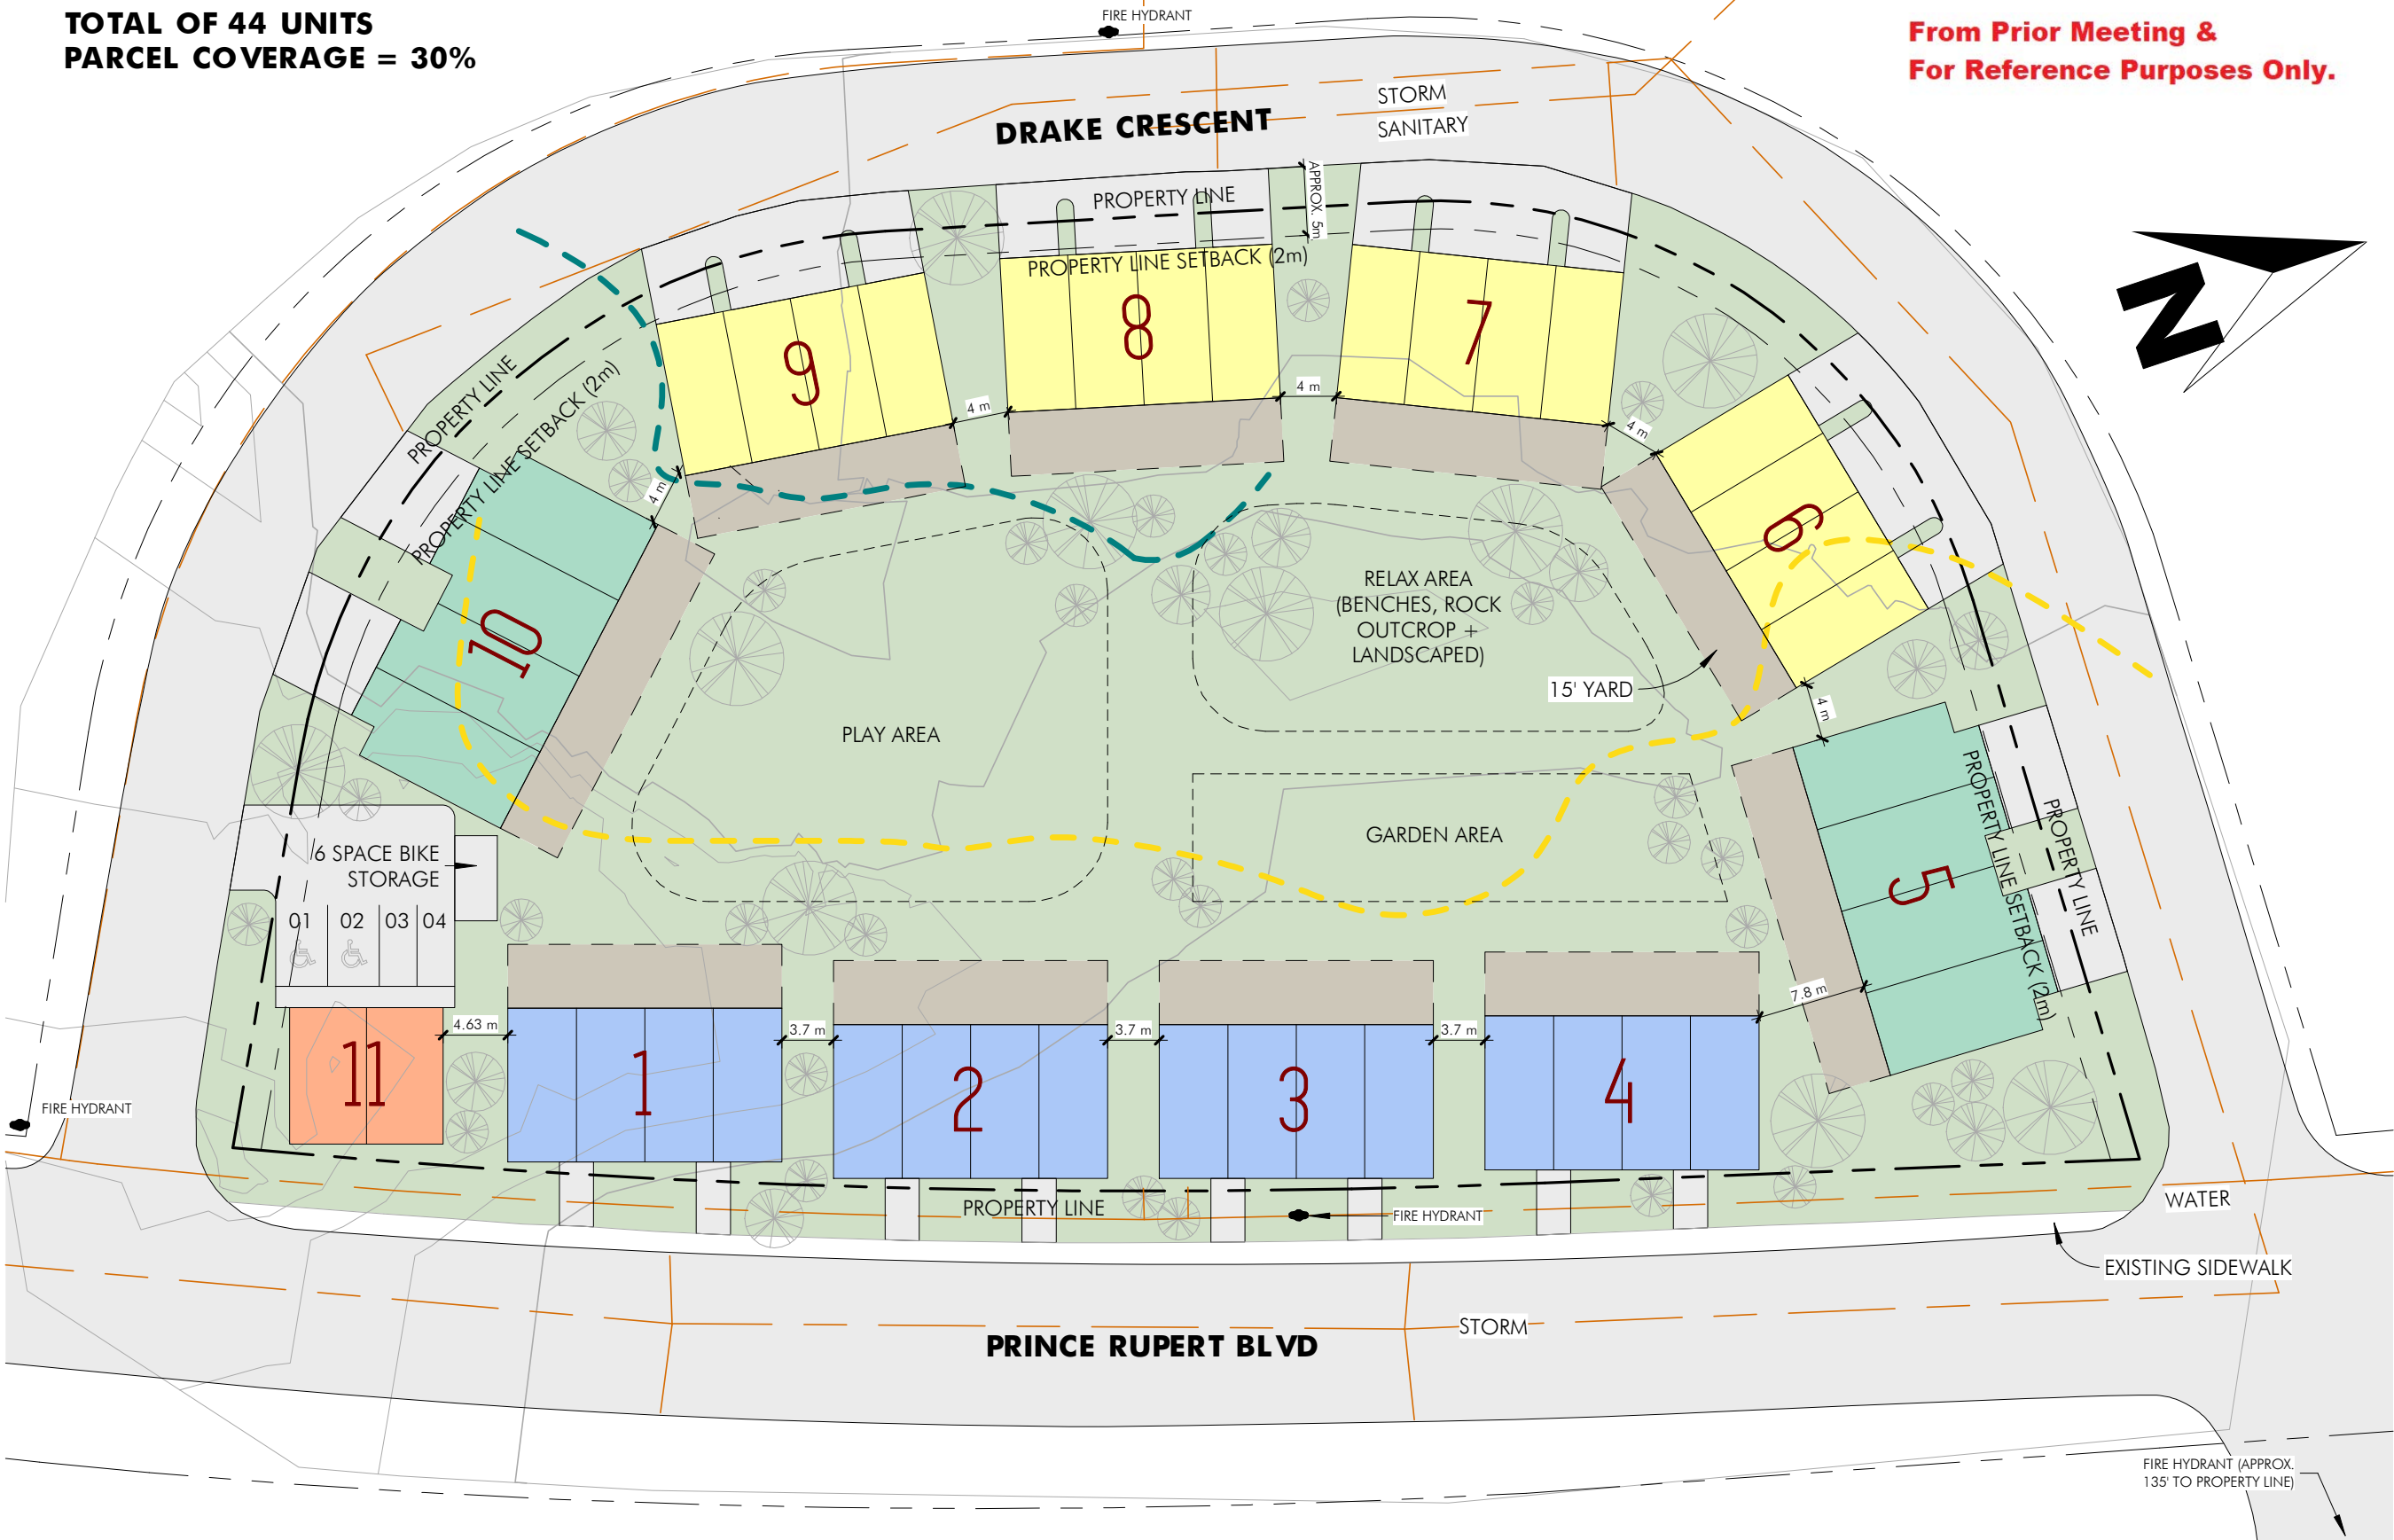 TOTAL OF 44 UNITS
PARCEL COVERAGE = 30%
FIRE HYDRANT
From Prior Meeting &
For Reference Purposes Only.
STORM
DRAKE CRESCENT
SANITARY
APPROX. 5m
PROPERTY LINE
PROPERTY LINE SETBACK (2m)
N
9
8
7
6
4 m
4 m
4 m
4 m
PROPERTY LINE
PROPERTY LINE SETBACK (2m)
10
RELAX AREA
(BENCHES, ROCK
OUTCROP +
LANDSCAPED)
15' YARD
4 m
PLAY AREA
GARDEN AREA
PROPERTY LINE SETBACK (2m)
PROPERTY LINE
5
6 SPACE BIKE
STORAGE
01
02
03
04
7.8 m
4.63 m
3.7 m
3.7 m
3.7 m
11
1
2
3
4
FIRE HYDRANT
PROPERTY LINE
FIRE HYDRANT
WATER
EXISTING SIDEWALK
STORM
PRINCE RUPERT BLVD
FIRE HYDRANT (APPROX.
135' TO PROPERTY LINE)